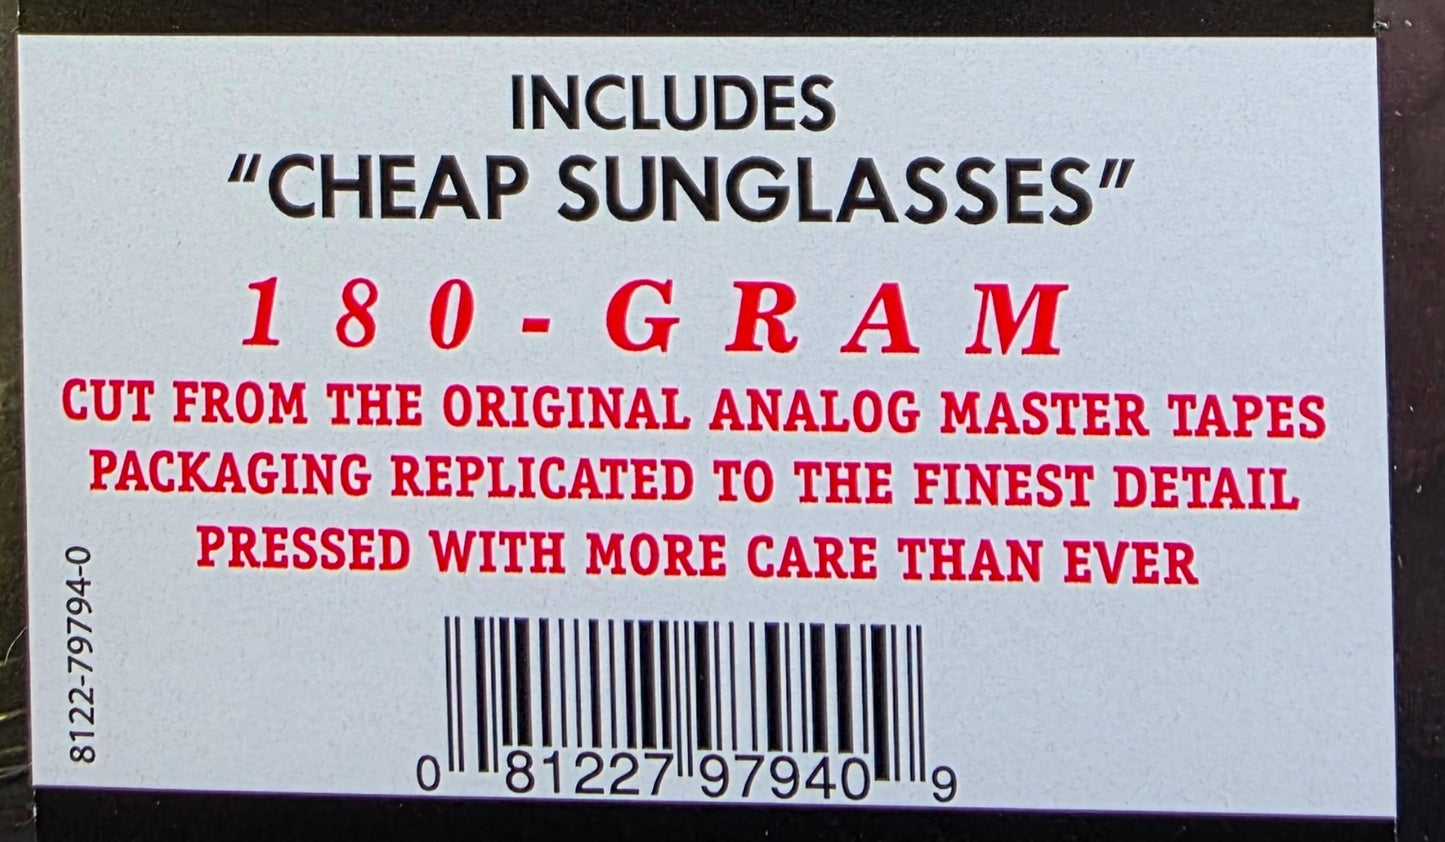 INCLUDES
"CHEAP SUNGLASSES"
180-GRAM
CUT FROM THE ORIGINAL ANALOG MASTER TAPES
PACKAGING REPLICATED TO THE FINEST DETAIL
PRESSED WITH MORE CARE THAN EVER
8122-79794-0
0 81227 97940 9